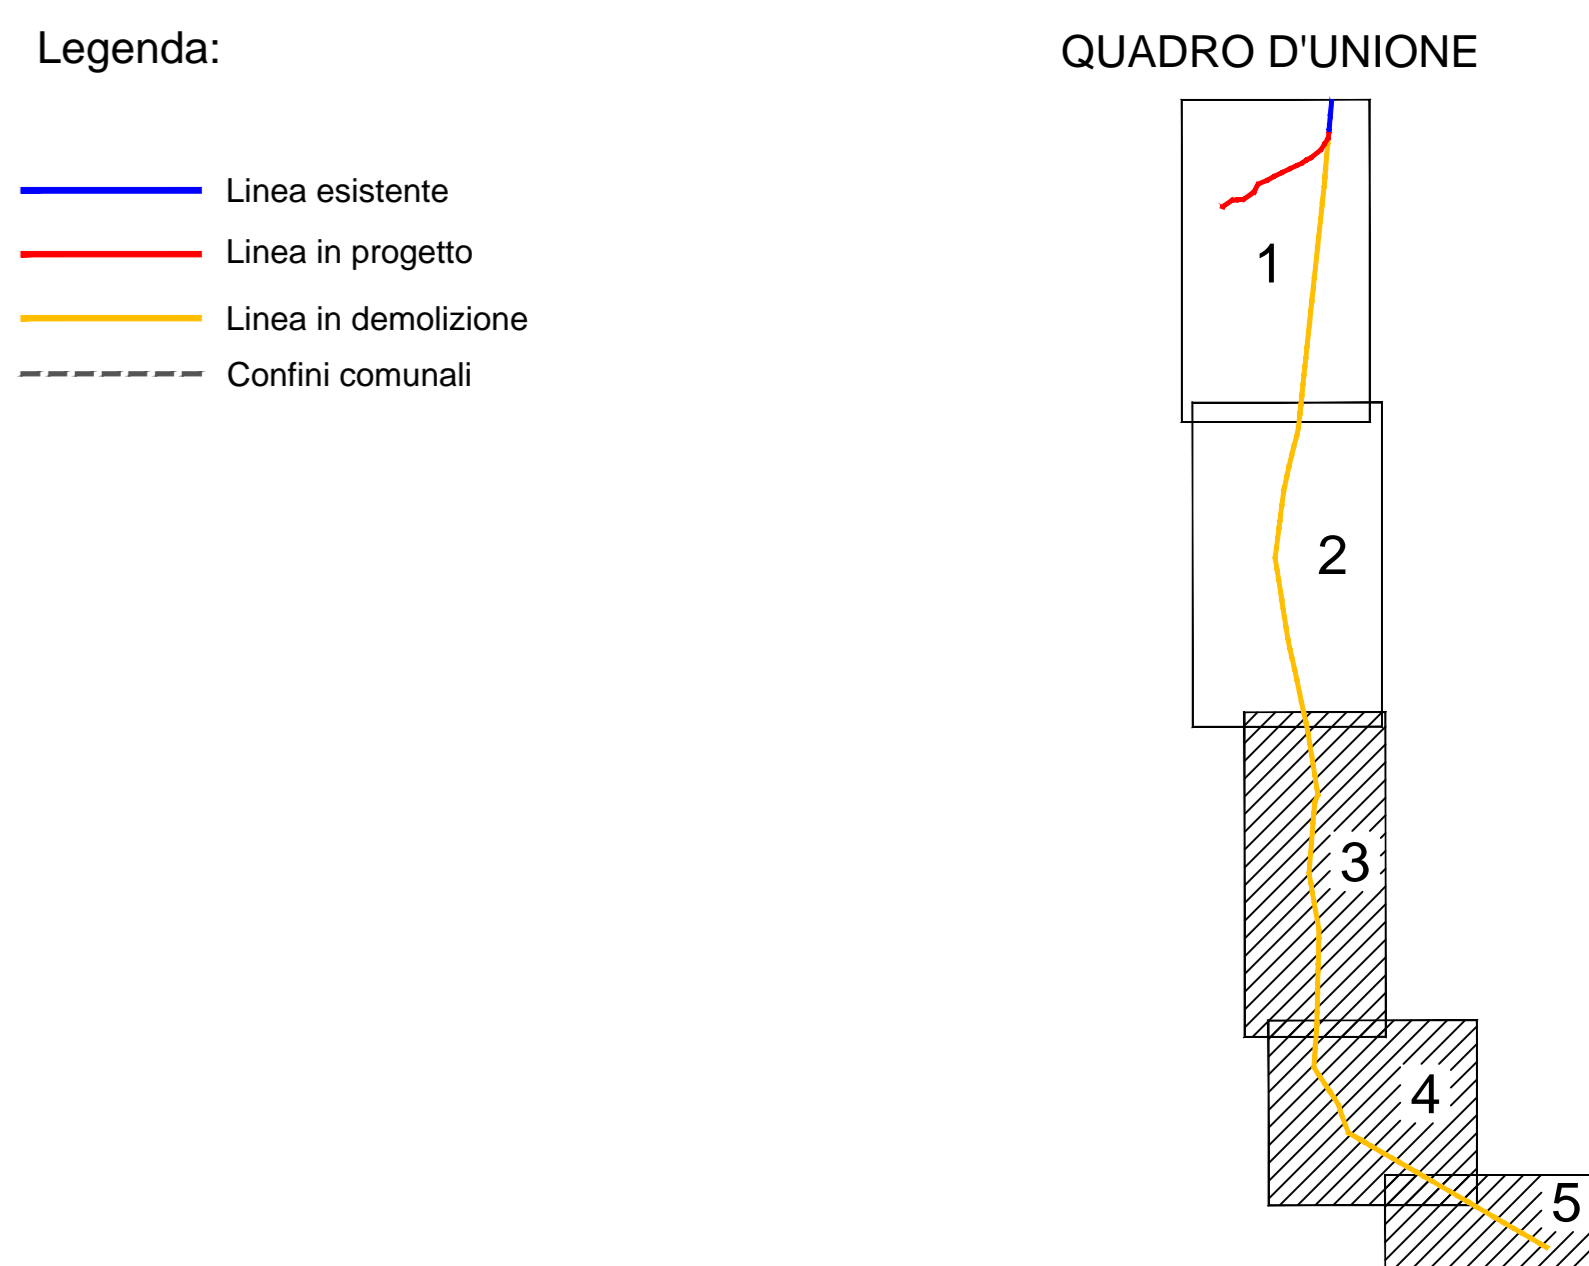 Legenda:
Linea esistente
Linea in progetto
Linea in demolizione
Confini comunali
QUADRO D'UNIONE
1
2
3
4
5